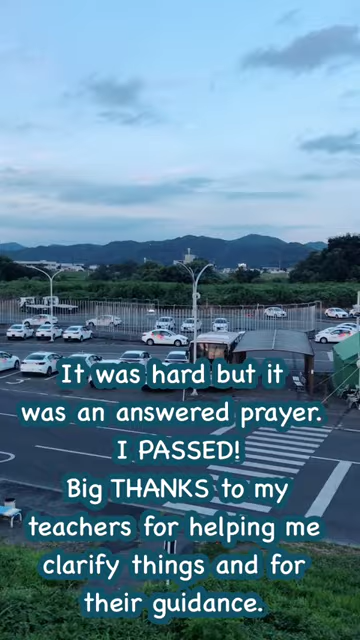 It was hard but it
was an answered prayer.
I PASSED!
Big THANKS to my
teachers for helping me
clarify things and for
their guidance.